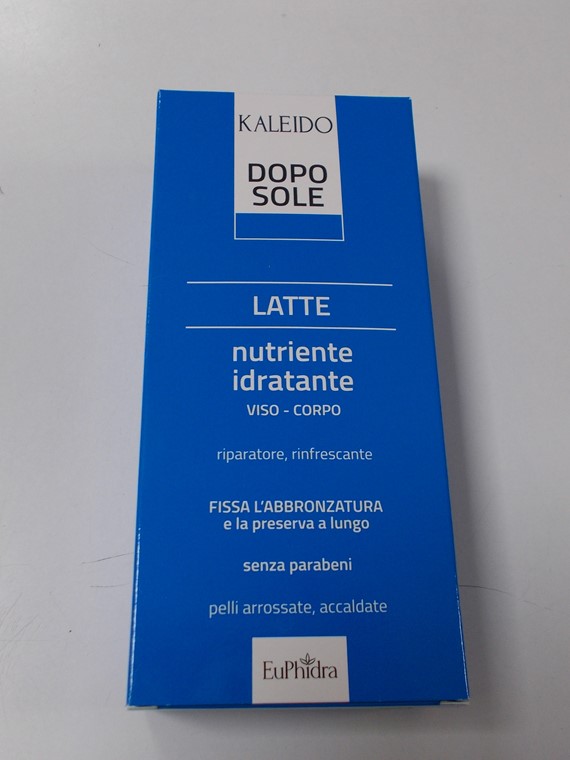 KALEIDO
DOPO
SOLE
LATTE
nutriente
idratante
VISO - CORPO
riparatore, rinfrescante
FISSA L'ABBRONZATURA
e la preserva a lungo
senza parabeni
pelli arrossate, accaldate
EuPhidra